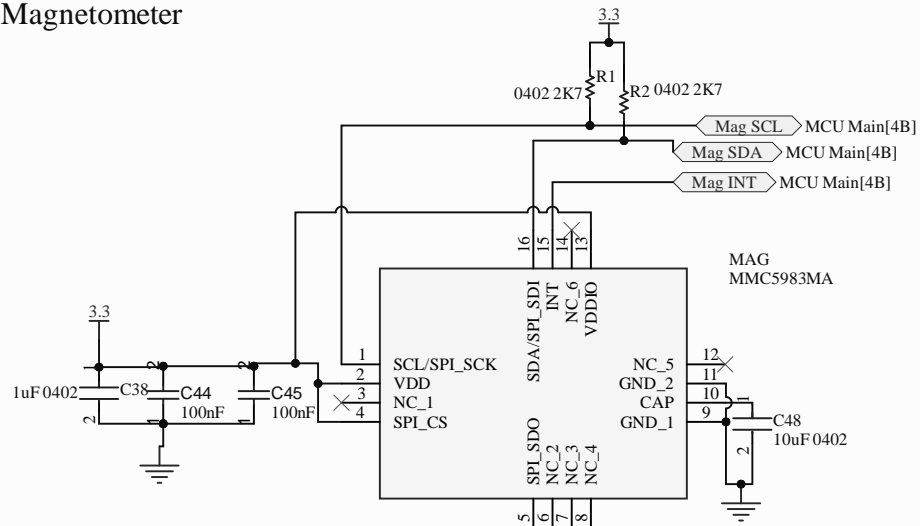 Magnetometer
3.3
R1
0402 2K7
R2 0402 2K7
Mag SCL MCU Main[4B]
Mag SDA MCU Main[4B]
Mag INT MCU Main[4B]
16
15
14
13
MAG
MMC5983MA
SDA/SPI_SDI
INT
NC_6
VDDIO
3.3
1 SCL/SPI_SCK
2 VDD
3 NC_1
4 SPI_CS
NC_5 12
GND_2 11
CAP 10
GND_1 9
1
2
2
1uF 0402 C38
2
C44
100nF
1
C45
100nF
1
1
C48
10uF 0402
2
SPI_SDO
NC_2
NC_3
NC_4
5
6
7
8